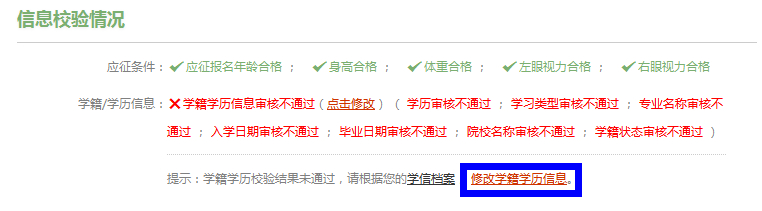 信息校验情况
应征条件： ✔应征报名年龄合格 ； ✔身高合格 ； ✔体重合格 ； ✔左眼视力合格 ； ✔右眼视力合格
学籍/学历信息： ✖学籍学历信息审核不通过（点击修改）（ 学历审核不通过 ； 学习类型审核不通过 ； 专业名称审核不
通过 ； 入学日期审核不通过 ； 毕业日期审核不通过 ； 院校名称审核不通过 ； 学籍状态审核不通过 ）
提示：学籍学历校验结果未通过，请根据您的学信档案 修改学籍学历信息。